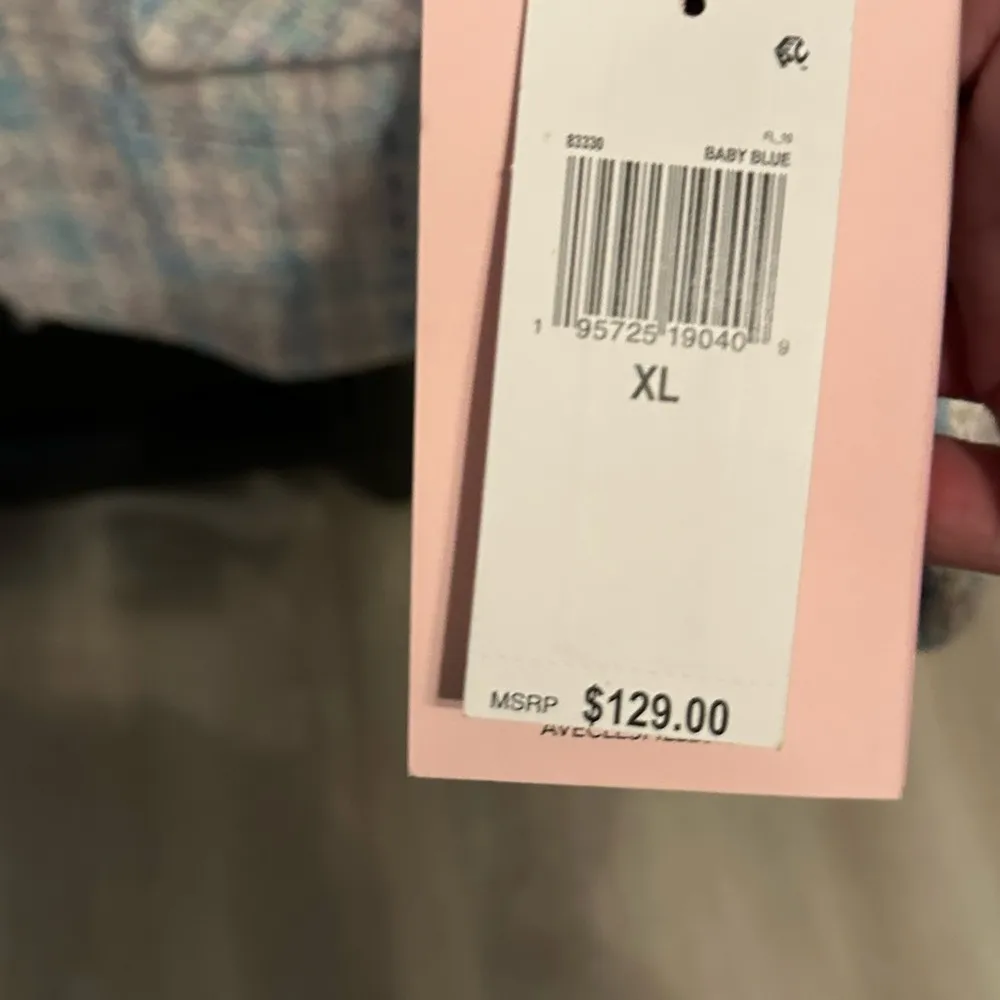 83330
BABY BLUE
1 95725 19040 9
XL
MSRP $129.00